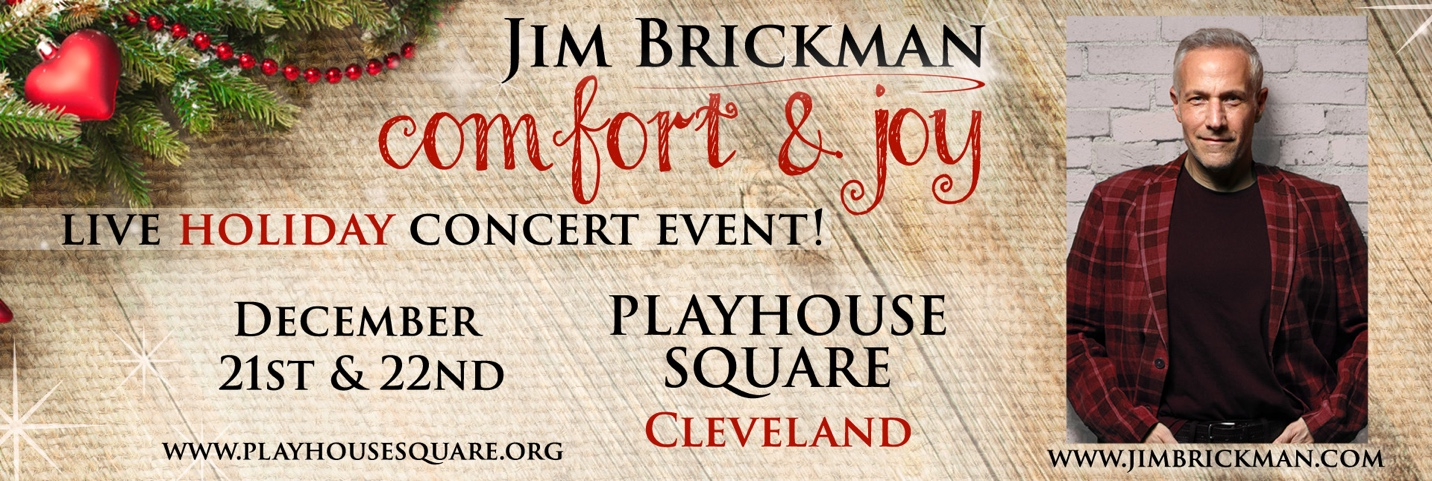 JIM BRICKMAN
comfort & joy
LIVE HOLIDAY CONCERT EVENT!
DECEMBER
21ST & 22ND
WWW.PLAYHOUSESQUARE.ORG
PLAYHOUSE
SQUARE
CLEVELAND
WWW.JIMBRICKMAN.COM